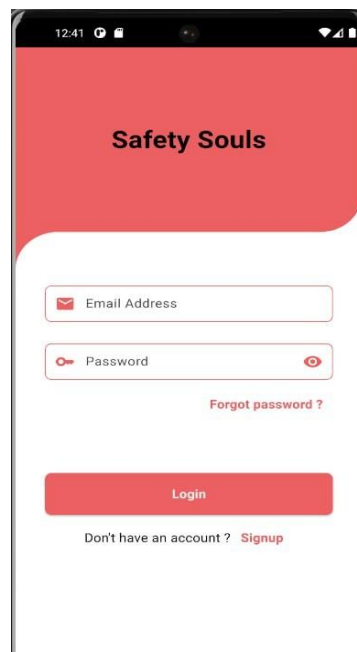 12:41
Safety Souls
Email Address
Password
Forgot password ?
Login
Don't have an account ? Signup